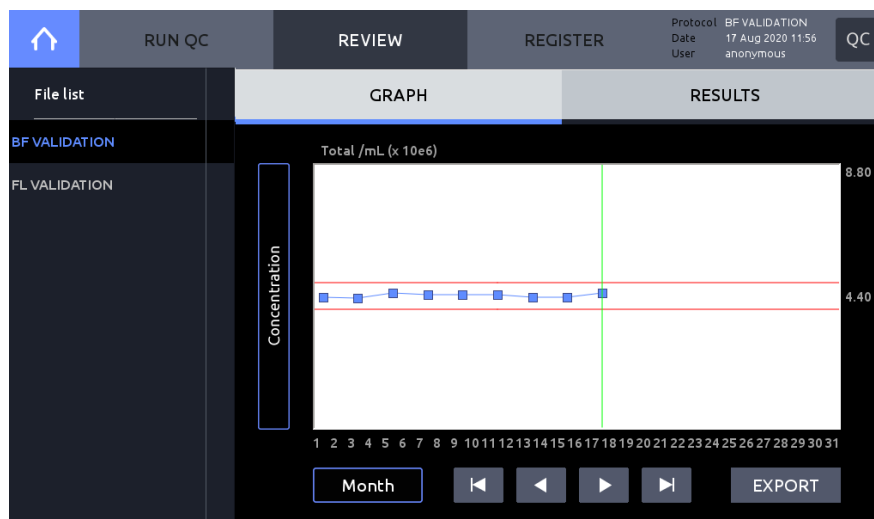 RUN QC
REVIEW
REGISTER
Protocol BF VALIDATION
Date 17 Aug 2020 11:56
User anonymous
QC
File list
BF VALIDATION
FL VALIDATION
GRAPH
RESULTS
Total /mL (x 10e6)
8.80
Concentration
4.40
1 2 3 4 5 6 7 8 9 10 11 12 13 14 15 16 17 18 19 20 21 22 23 24 25 26 27 28 29 30 31
Month
EXPORT